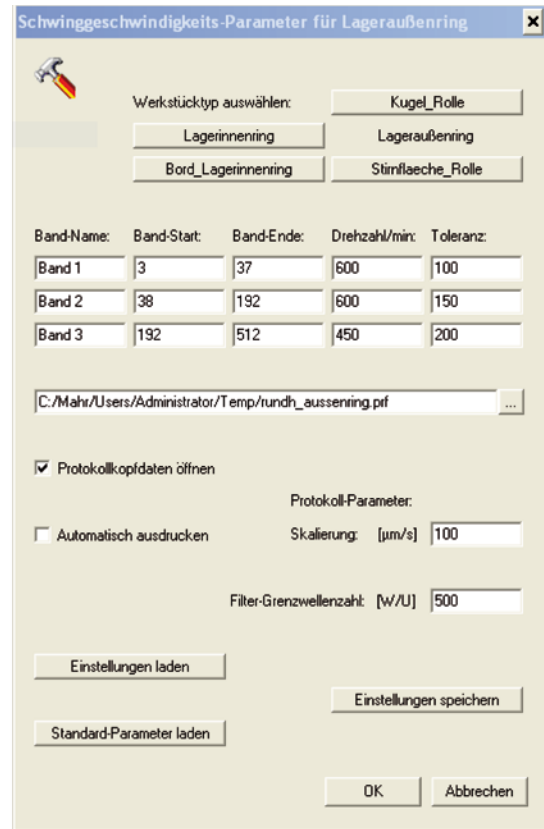 Schwinggeschwindigkeits-Parameter für Lageraußenring
Werkstücktyp auswählen: Kugel_Rolle
Lagerinnenring Lageraußenring
Bord_Lagerinnenring Stirnflaeche_Rolle
Band-Name: Band-Start: Band-Ende: Drehzahl/min: Toleranz:
Band 1 3 37 600 100
Band 2 38 192 600 150
Band 3 192 512 450 200
C:/Mahr/Users/Administrator/Temp/rundh_aussenring.prf ...
Protokollkopfdaten öffnen
Protokoll-Parameter:
Automatisch ausdrucken Skalierung: [µm/s] 100
Filter-Grenzwellenzahl: [W/U] 500
Einstellungen laden
Einstellungen speichern
Standard-Parameter laden
OK Abbrechen